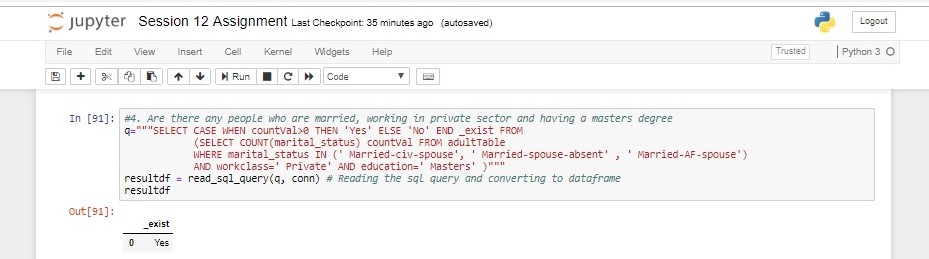 jupyter Session 12 Assignment Last Checkpoint: 35 minutes ago (autosaved)
Logout
File Edit View Insert Cell Kernel Widgets Help
Trusted
Python 3
Run
Code
In [91]: #4. Are there any people who are married, working in private sector and having a masters degree
q="""SELECT CASE WHEN countVal>0 THEN 'Yes' ELSE 'No' END _exist FROM
(SELECT COUNT(marital_status) countVal FROM adultTable
WHERE marital_status IN (' Married-civ-spouse', ' Married-spouse-absent' , ' Married-AF-spouse')
AND workclass=' Private' AND education=' Masters' )"""
resultdf = read_sql_query(q, conn) # Reading the sql query and converting to dataframe
resultdf
Out[91]:
_exist
0 Yes